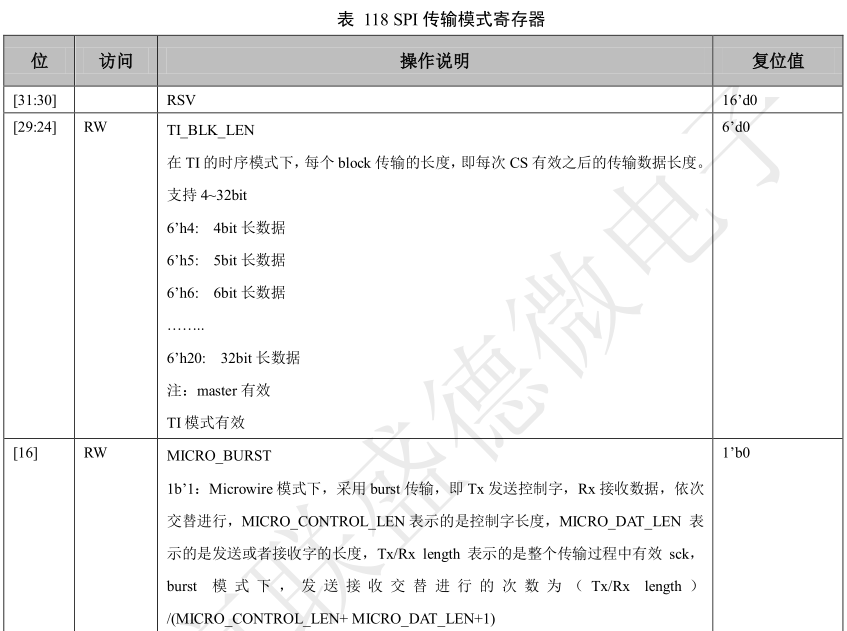 表 118 SPI 传输模式寄存器
位 访问 操作说明 复位值
[31:30] RSV 16’d0
[29:24] RW TI_BLK_LEN 6’d0
在 TI 的时序模式下，每个 block 传输的长度，即每次 CS 有效之后的传输数据长度。
支持 4~32bit
6’h4: 4bit 长数据
6’h5: 5bit 长数据
6’h6: 6bit 长数据
……..
6’h20: 32bit 长数据
注：master 有效
TI 模式有效
[16] RW MICRO_BURST 1’b0
1b’1：Microwire 模式下，采用 burst 传输，即 Tx 发送控制字，Rx 接收数据，依次
交替进行，MICRO_CONTROL_LEN 表示的是控制字长度，MICRO_DAT_LEN 表
示的是发送或者接收字的长度，Tx/Rx length 表示的是整个传输过程中有效 sck，
burst 模式下，发送接收交替进行的次数为（Tx/Rx length）
/(MICRO_CONTROL_LEN+ MICRO_DAT_LEN+1)
联盛德微电子